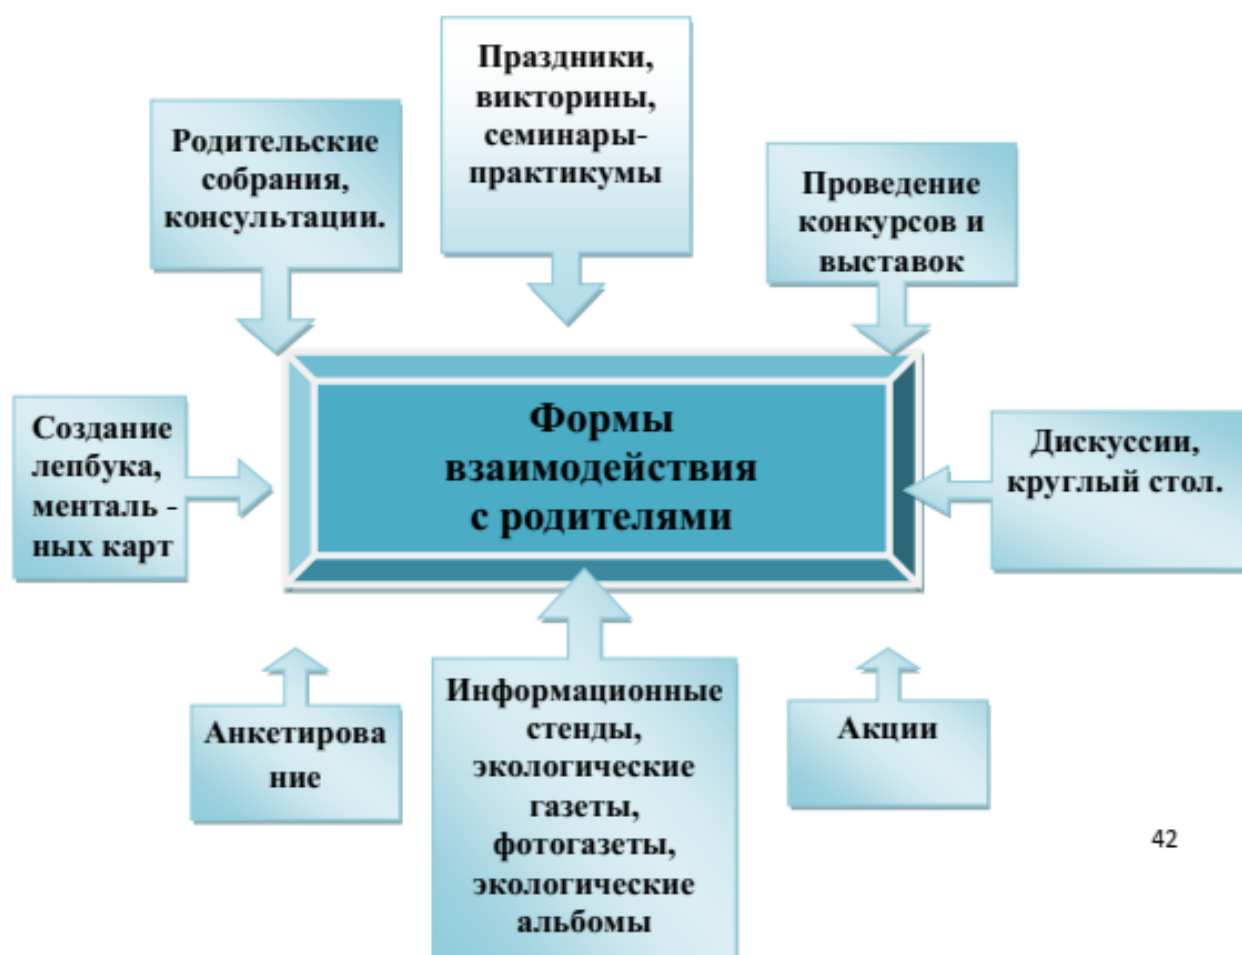 Праздники,
викторины,
семинары-
практикумы
Родительские
собрания,
консультации.
Проведение
конкурсов и
выставок
Формы
взаимодействия
с родителями
Создание
лепбука,
менталь -
ных карт
Дискуссии,
круглый стол.
Анкетирова
ние
Информационные
стенды,
экологические
газеты,
фотогазеты,
экологические
альбомы
Акции
42